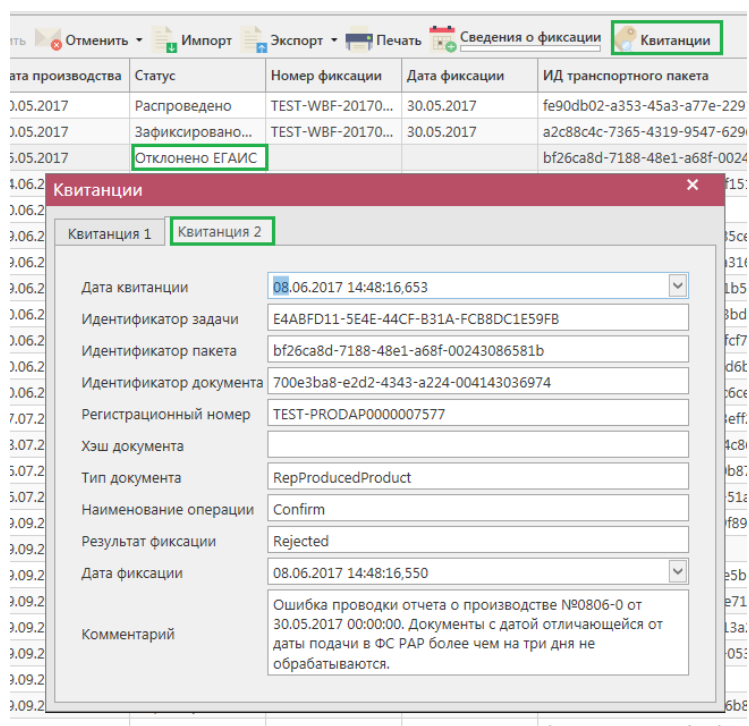 Отменить Импорт Экспорт Печать Сведения о фиксации Квитанции
производства Статус Номер фиксации Дата фиксации ИД транспортного пакета
.05.2017 Распроведено TEST-WBF-20170... 30.05.2017 fe90db02-a353-45a3-a77e-229
.05.2017 Зафиксировано... TEST-WBF-20170... 30.05.2017 a2c88c4c-7365-4319-9547-629
.05.2017 Отклонено ЕГАИС bf26ca8d-7188-48e1-a68f-0024
Квитанции
Квитанция 1 Квитанция 2
Дата квитанции 08.06.2017 14:48:16,653
Идентификатор задачи E4ABFD11-5E4E-44CF-B31A-FCB8DC1E59FB
Идентификатор пакета bf26ca8d-7188-48e1-a68f-00243086581b
Идентификатор документа 700e3ba8-e2d2-4343-a224-004143036974
Регистрационный номер TEST-PRODAP0000007577
Хэш документа
Тип документа RepProducedProduct
Наименование операции Confirm
Результат фиксации Rejected
Дата фиксации 08.06.2017 14:48:16,550
Комментарий Ошибка проводки отчета о производстве №0806-0 от
30.05.2017 00:00:00. Документы с датой отличающейся от
даты подачи в ФС РАР более чем на три дня не
обрабатываются.